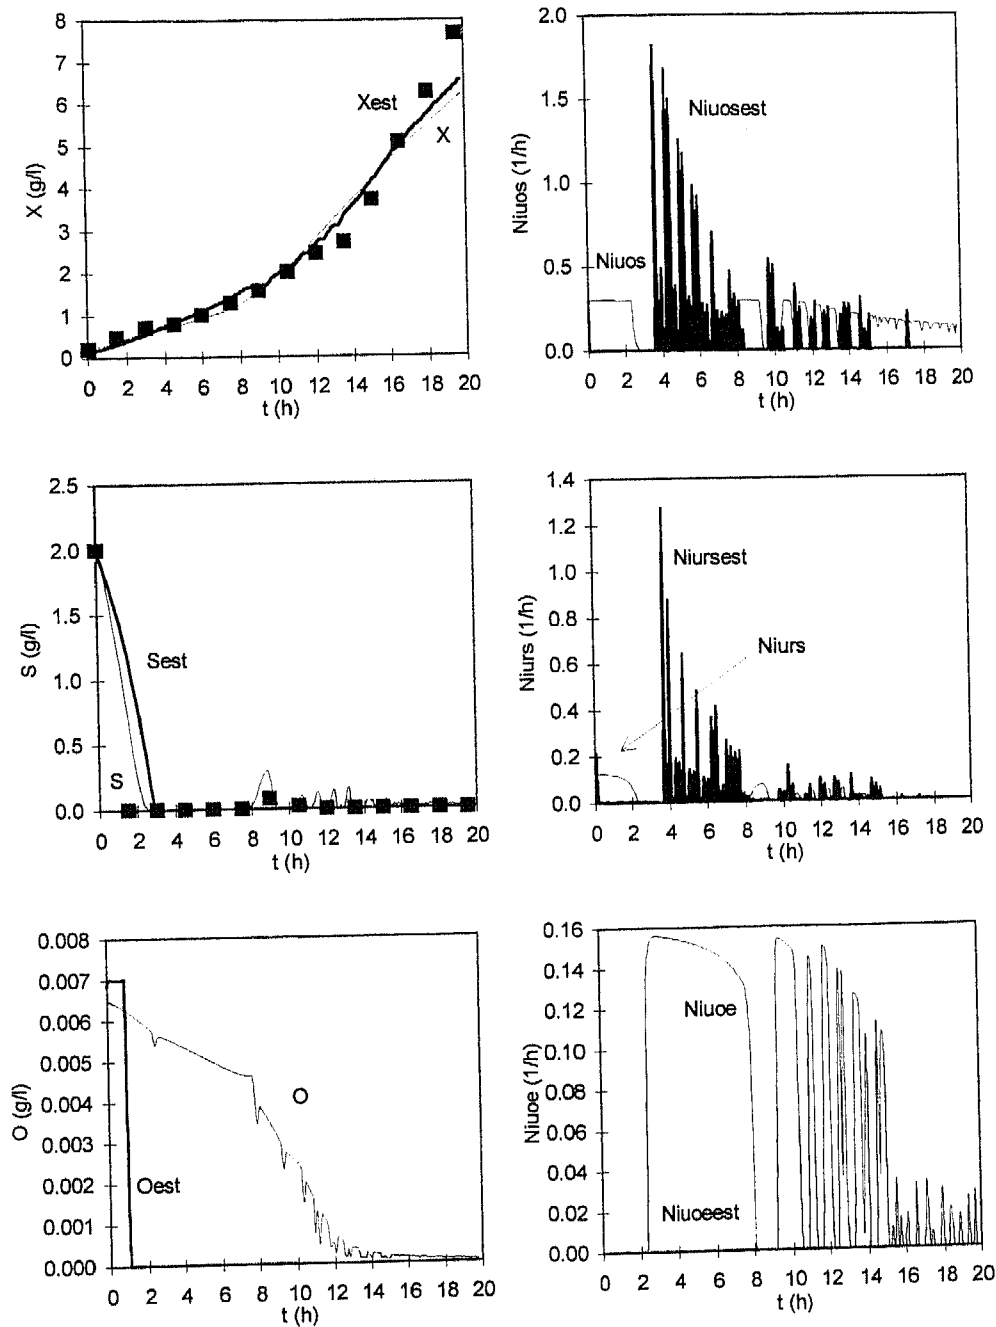 8
7
6
5
4
3
2
1
0
X (g/l)
Xest
X
0 2 4 6 8 10 12 14 16 18 20
t (h)
2.0
1.5
1.0
0.5
0.0
Niuos (1/h)
Niuosest
Niuos
0 2 4 6 8 10 12 14 16 18 20
t (h)
2.5
2.0
1.5
1.0
0.5
0.0
S (g/l)
Sest
S
0 2 4 6 8 10 12 14 16 18 20
t (h)
1.4
1.2
1.0
0.8
0.6
0.4
0.2
0.0
Niurs (1/h)
Niursest
Niurs
0 2 4 6 8 10 12 14 16 18 20
t (h)
0.008
0.007
0.006
0.005
0.004
0.003
0.002
0.001
0.000
O (g/l)
O
Oest
0 2 4 6 8 10 12 14 16 18 20
t (h)
0.16
0.14
0.12
0.10
0.08
0.06
0.04
0.02
0.00
Niuoe (1/h)
Niuoe
Niuoeest
0 2 4 6 8 10 12 14 16 18 20
t (h)